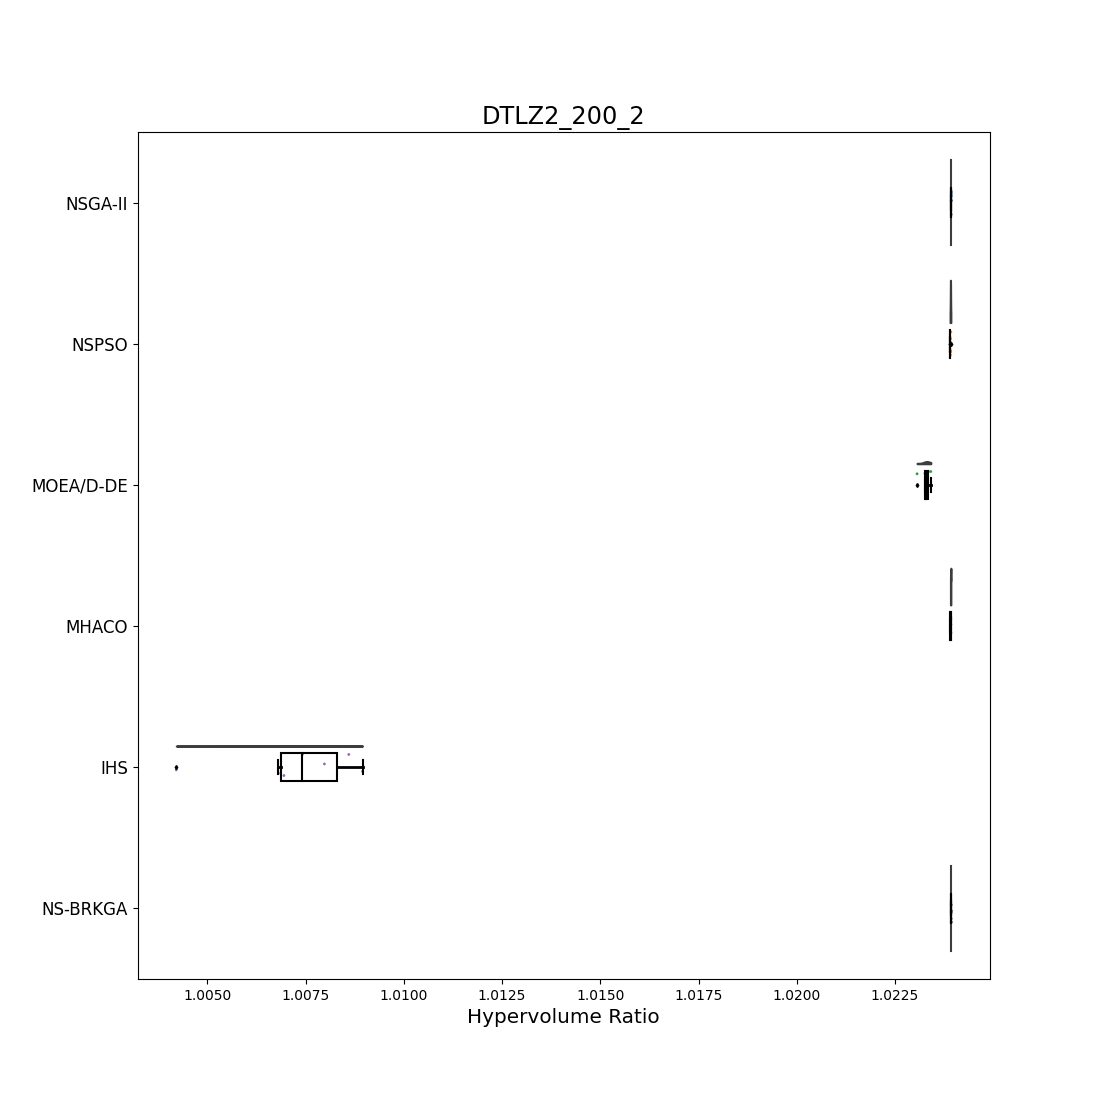 DTLZ2_200_2
NSGA-II
NSPSO
MOEA/D-DE
MHACO
IHS
NS-BRKGA
1.0050 1.0075 1.0100 1.0125 1.0150 1.0175 1.0200 1.0225
Hypervolume Ratio